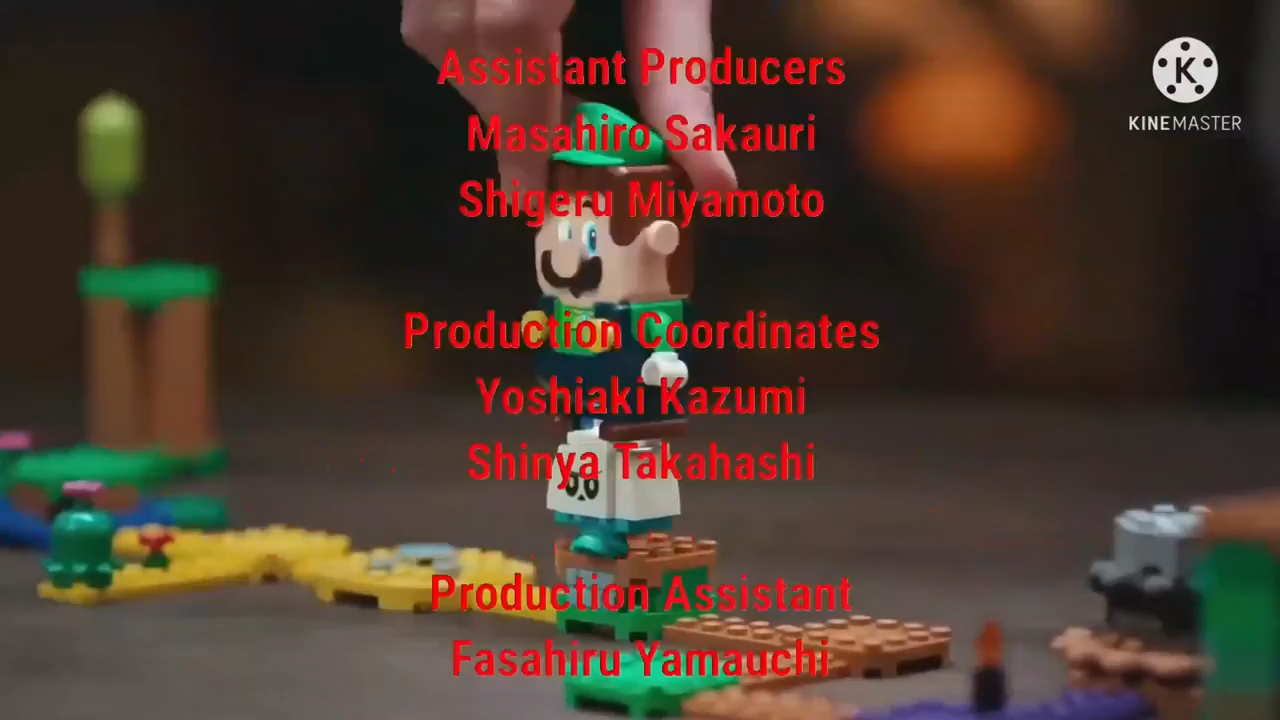 Assistant Producers
Masahiro Sakauri
Shigeru Miyamoto
Production Coordinates
Yoshiaki Kazumi
Shinya Takahashi
Production Assistant
Fasahiru Yamauchi
K
KINEMASTER